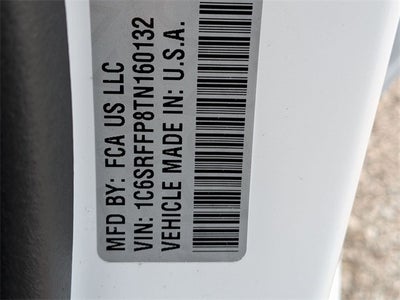 MFD BY: FCA US LLC
VIN: 1C6SRFFP8TN160132
VEHICLE MADE IN: U.S.A.